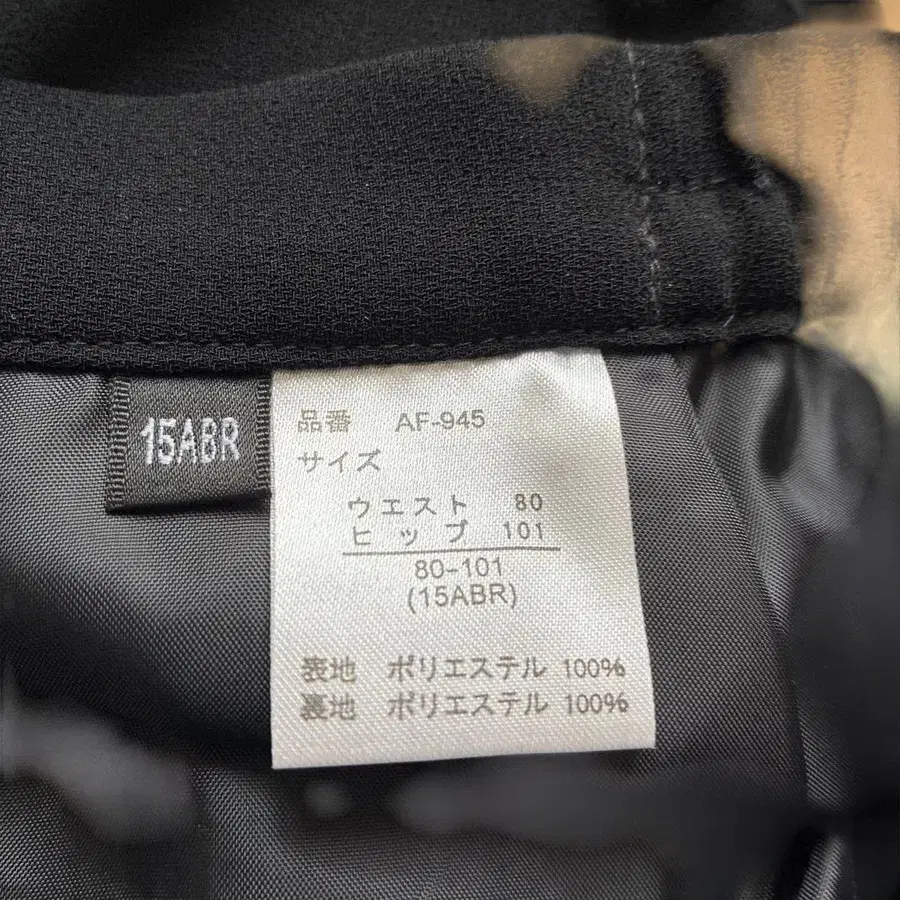 15ABR
品番 AF-945
サイズ
ウエスト 80
ヒップ 101
80-101
(15ABR)
表地 ポリエステル 100%
裏地 ポリエステル 100%